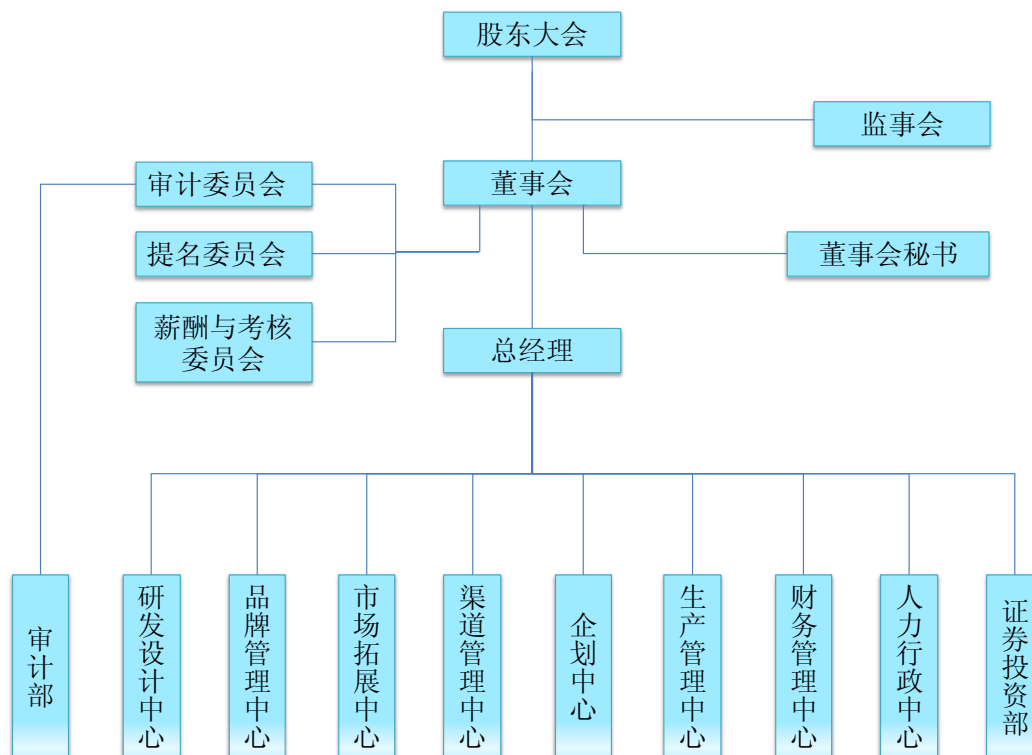 股东大会
监事会
审计委员会
董事会
提名委员会
董事会秘书
薪酬与考核
委员会
总经理
审计部
研发设计中心
品牌管理中心
市场拓展中心
渠道管理中心
企划中心
生产管理中心
财务管理中心
人力行政中心
证券投资部